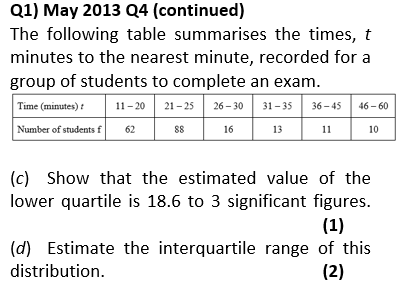 Q1) May 2013 Q4 (continued)
The following table summarises the times, t
minutes to the nearest minute, recorded for a
group of students to complete an exam.
Time (minutes) t 11 – 20 21 – 25 26 – 30 31 – 35 36 – 45 46 – 60
Number of students f 62 88 16 13 11 10
(c) Show that the estimated value of the
lower quartile is 18.6 to 3 significant figures.
(1)
(d) Estimate the interquartile range of this
distribution. (2)